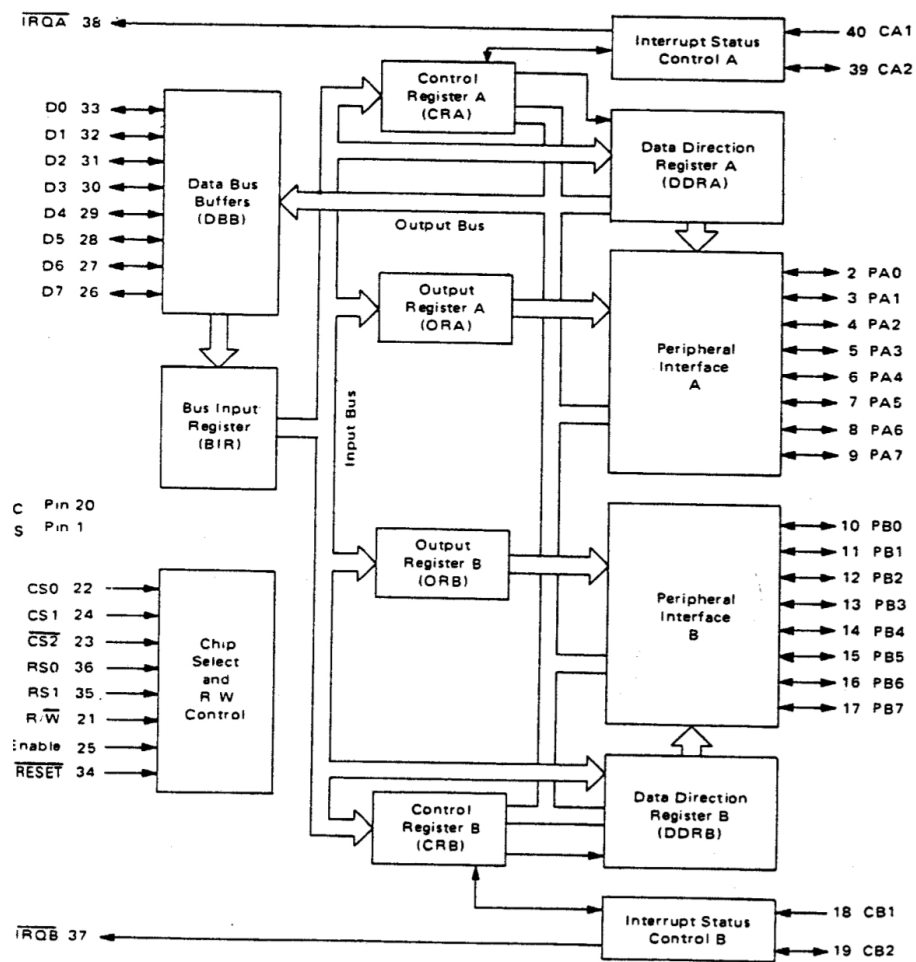 IRQA 38
Interrupt Status
Control A
40 CA1
39 CA2
Control
Register A
(CRA)
D0 33
D1 32
D2 31
D3 30
D4 29
D5 28
D6 27
D7 26
Data Bus
Buffers
(DBB)
Data Direction
Register A
(DDRA)
Output Bus
Output
Register A
(ORA)
Peripheral
Interface
A
2 PA0
3 PA1
4 PA2
5 PA3
6 PA4
7 PA5
8 PA6
9 PA7
Bus Input
Register
(BIR)
Input Bus
C Pin 20
S Pin 1
Output
Register B
(ORB)
Peripheral
Interface
B
10 PB0
11 PB1
12 PB2
13 PB3
14 PB4
15 PB5
16 PB6
17 PB7
CS0 22
CS1 24
CS2 23
RS0 36
RS1 35
R/W 21
Enable 25
RESET 34
Chip
Select
and
R W
Control
Control
Register B
(CRB)
Data Direction
Register B
(DDRB)
Interrupt Status
Control B
18 CB1
19 CB2
IRQB 37